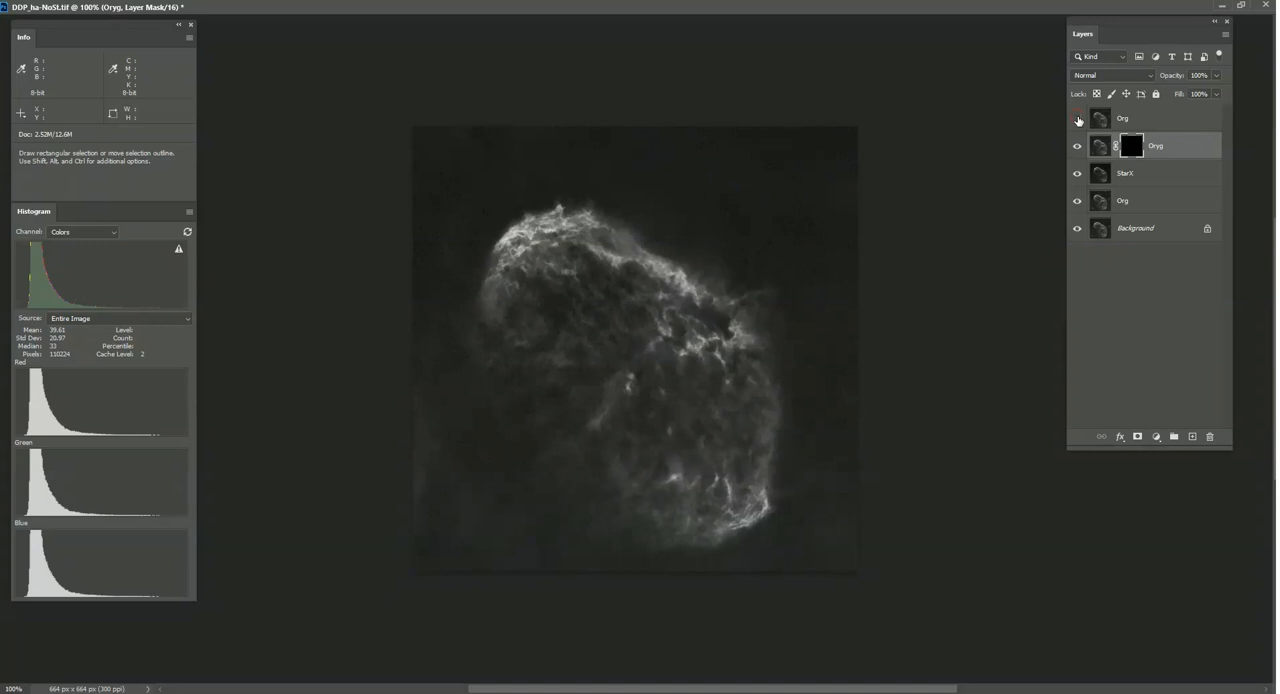 DDP_ha-NoSt.tif @ 100% (Oryg, Layer Mask/16) *
Info
R :
G :
B :
C :
M :
Y :
K :
8-bit
8-bit
X :
Y :
W :
H :
Doc: 2.52M/12.6M
Draw rectangular selection or move selection outline.
Use Shift, Alt, and Ctrl for additional options.
Histogram
Channel: Colors
Source: Entire Image
Mean: 39.61 Level:
Std Dev: 20.97 Count:
Median: 33 Percentile:
Pixels: 110224 Cache Level: 2
Red
Green
Blue
Layers
Kind
Normal Opacity: 100%
Lock: Fill: 100%
Org
Oryg
StarX
Org
Background
100% 664 px x 664 px (300 ppi)